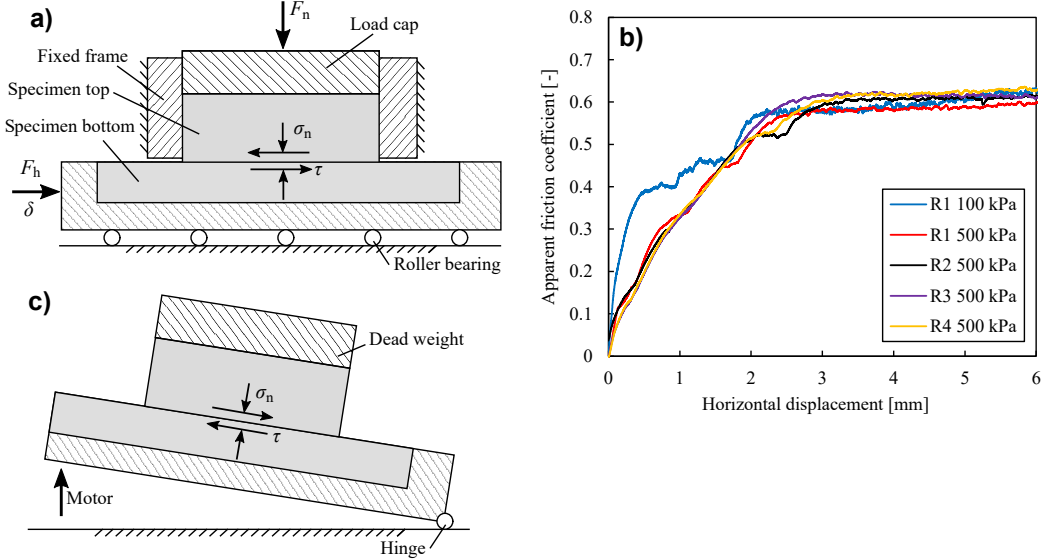 a)
Fn
Load cap
Fixed frame
Specimen top
Specimen bottom
σn
τ
Fh
δ
Roller bearing
b)
Apparent friction coefficient [-]
0.8
0.7
0.6
0.5
0.4
0.3
0.2
0.1
0
0 1 2 3 4 5 6
Horizontal displacement [mm]
R1 100 kPa
R1 500 kPa
R2 500 kPa
R3 500 kPa
R4 500 kPa
c)
Dead weight
σn
τ
Motor
Hinge